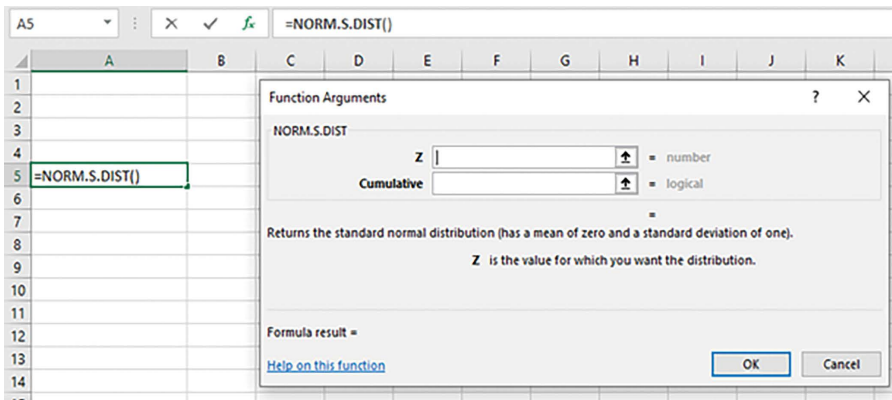 A5 =NORM.S.DIST()
A B C D E F G H I J K
1
2
3
4
5 =NORM.S.DIST()
6
7
8
9
10
11
12
13
14
Function Arguments ? ×
NORM.S.DIST
Z = number
Cumulative = logical
=
Returns the standard normal distribution (has a mean of zero and a standard deviation of one).
Z is the value for which you want the distribution.
Formula result =
Help on this function OK Cancel